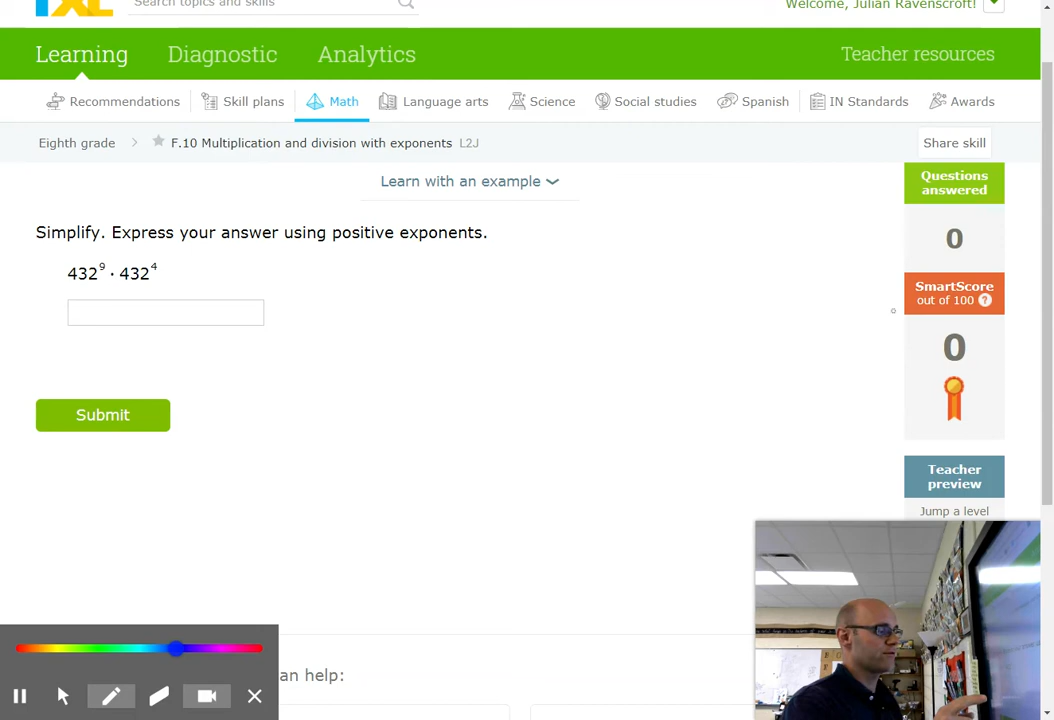 IXL
Search topics and skills
Welcome, Julian Ravenscroft!
Learning Diagnostic Analytics Teacher resources
Recommendations Skill plans Math Language arts Science Social studies Spanish IN Standards Awards
Eighth grade > F.10 Multiplication and division with exponents L2J
Share skill
Learn with an example
Questions
answered
0
Simplify. Express your answer using positive exponents.
432⁹ · 432⁴
SmartScore
out of 100 ?
0
Submit
Teacher
preview
Jump a level
an help: